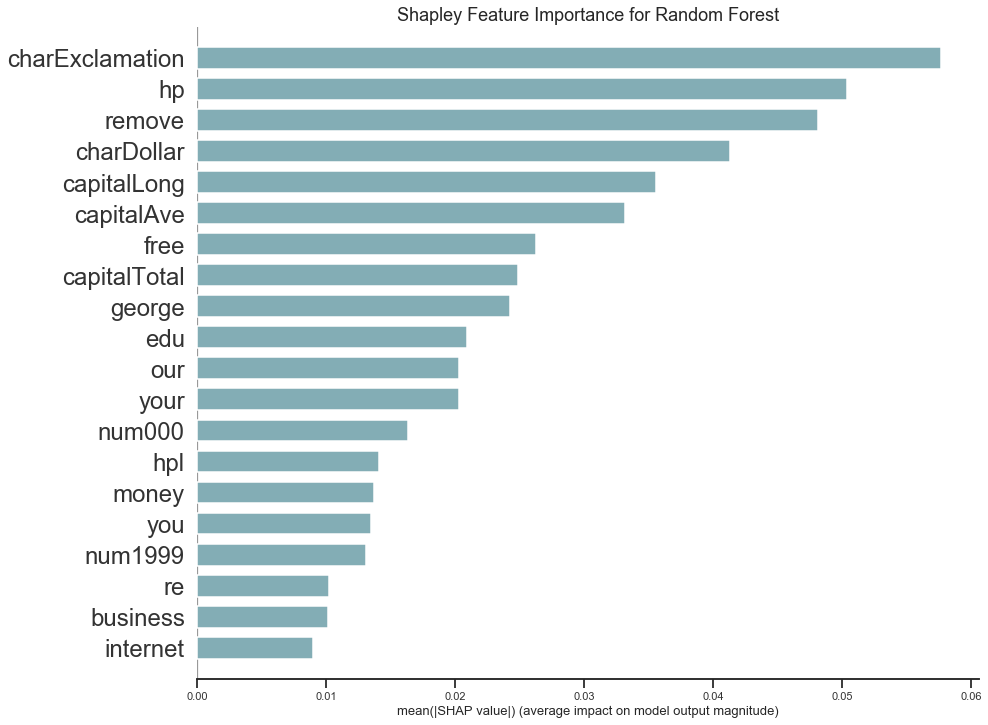 Shapley Feature Importance for Random Forest
charExclamation
hp
remove
charDollar
capitalLong
capitalAve
free
capitalTotal
george
edu
our
your
num000
hpl
money
you
num1999
re
business
internet
0.00 0.01 0.02 0.03 0.04 0.05 0.06
mean(|SHAP value|) (average impact on model output magnitude)